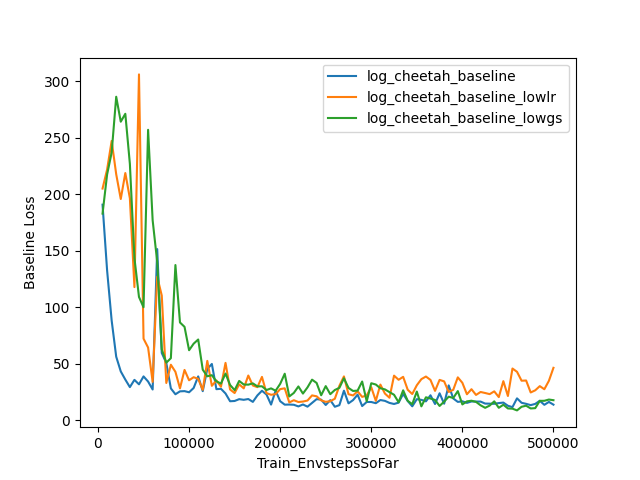 300
250
200
150
100
50
0
Baseline Loss
log_cheetah_baseline
log_cheetah_baseline_lowlr
log_cheetah_baseline_lowgs
0 100000 200000 300000 400000 500000
Train_EnvstepsSoFar